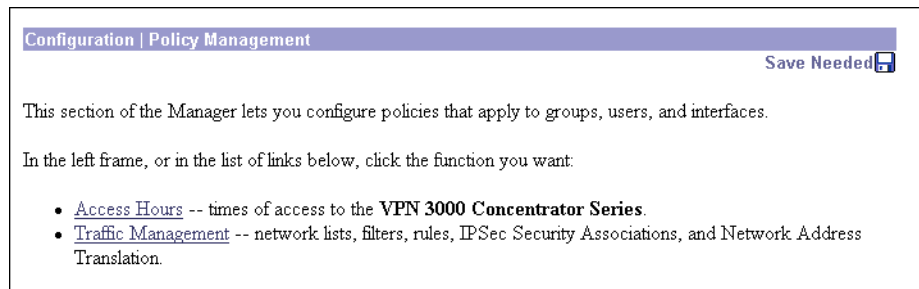 Configuration | Policy Management
Save Needed
This section of the Manager lets you configure policies that apply to groups, users, and interfaces.
In the left frame, or in the list of links below, click the function you want:
• Access Hours -- times of access to the VPN 3000 Concentrator Series.
• Traffic Management -- network lists, filters, rules, IPSec Security Associations, and Network Address
Translation.